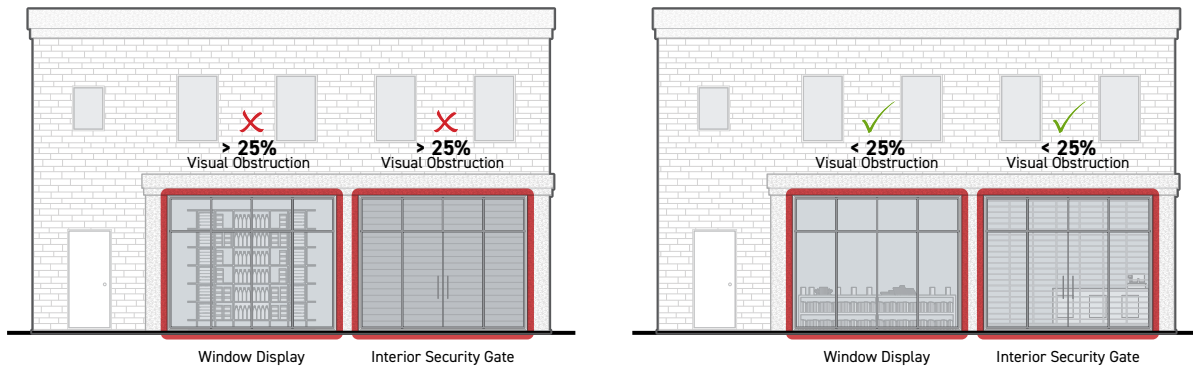 > 25%
Visual Obstruction
> 25%
Visual Obstruction
Window Display
Interior Security Gate
< 25%
Visual Obstruction
< 25%
Visual Obstruction
Window Display
Interior Security Gate